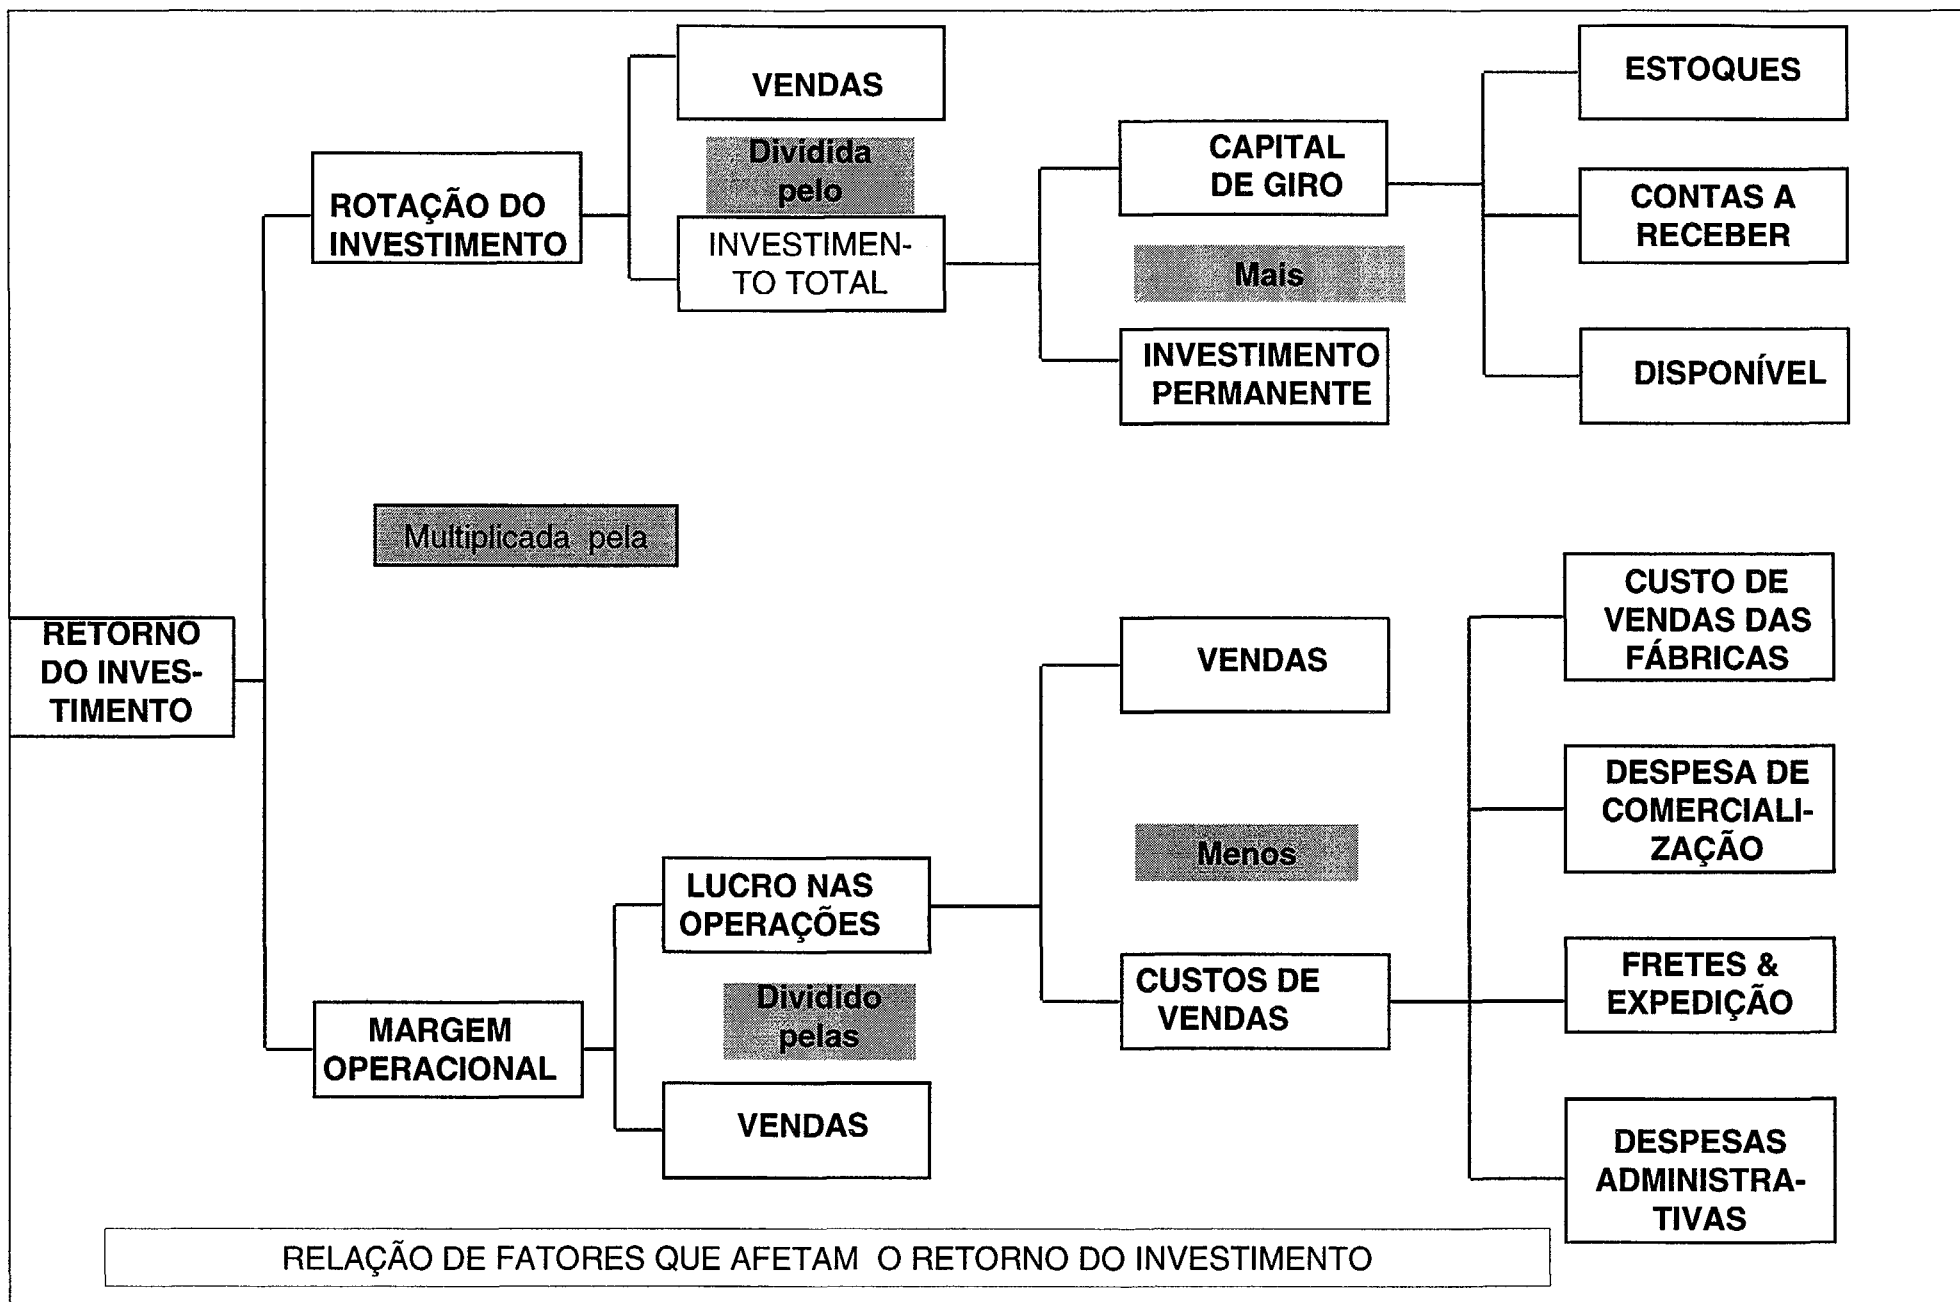 VENDAS
Dividida
pelo
ROTAÇÃO DO
INVESTIMENTO
INVESTIMEN-
TO TOTAL
CAPITAL
DE GIRO
Mais
INVESTIMENTO
PERMANENTE
ESTOQUES
CONTAS A
RECEBER
DISPONÍVEL
Multiplicada pela
RETORNO
DO INVES-
TIMENTO
MARGEM
OPERACIONAL
LUCRO NAS
OPERAÇÕES
Dividido
pelas
VENDAS
VENDAS
Menos
CUSTOS DE
VENDAS
CUSTO DE
VENDAS DAS
FÁBRICAS
DESPESA DE
COMERCIALI-
ZAÇÃO
FRETES &
EXPEDIÇÃO
DESPESAS
ADMINISTRA-
TIVAS
RELAÇÃO DE FATORES QUE AFETAM O RETORNO DO INVESTIMENTO